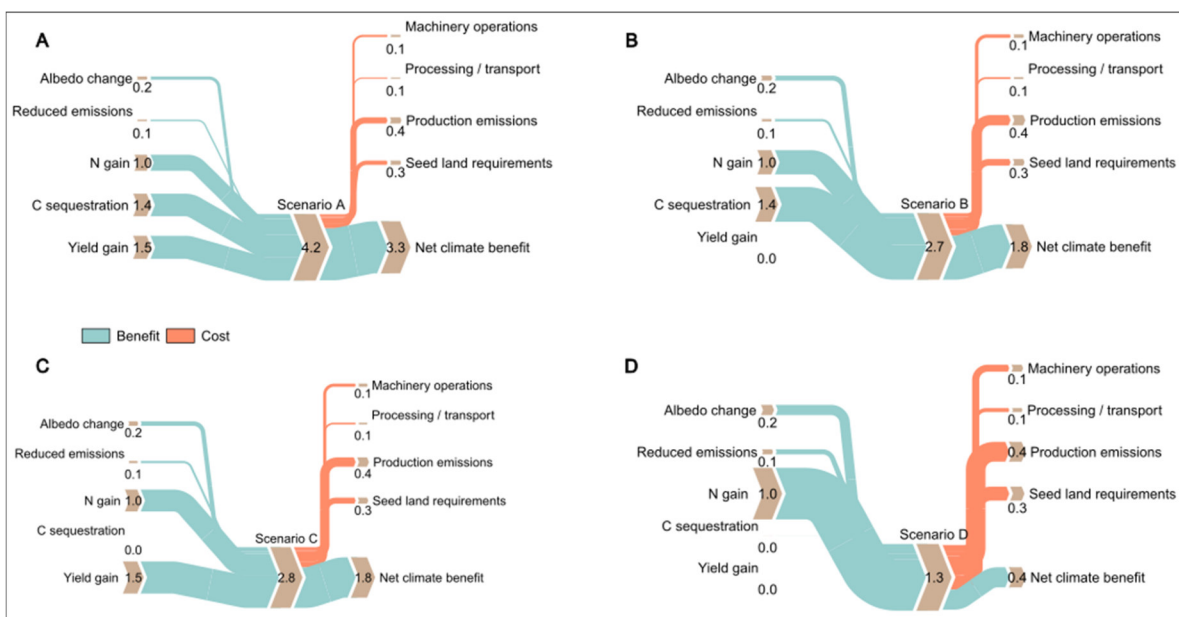 A
Machinery operations
0.1
Albedo change
0.2
Processing / transport
0.1
Reduced emissions
0.1
Production emissions
0.4
N gain 1.0
Seed land requirements
0.3
C sequestration 1.4
Scenario A
Yield gain 1.5
4.2
3.3
Net climate benefit
B
Machinery operations
0.1
Albedo change
0.2
Processing / transport
0.1
Reduced emissions
0.1
Production emissions
0.4
N gain 1.0
Seed land requirements
0.3
C sequestration 1.4
Scenario B
Yield gain
0.0
2.7
1.8
Net climate benefit
Benefit
Cost
C
Machinery operations
0.1
Albedo change
0.2
Processing / transport
0.1
Reduced emissions
0.1
Production emissions
0.4
N gain 1.0
Seed land requirements
0.3
C sequestration
0.0
Scenario C
Yield gain 1.5
2.8
1.8
Net climate benefit
D
Machinery operations
0.1
Albedo change
0.2
Processing / transport
0.1
Reduced emissions
0.1
Production emissions
0.4
N gain 1.0
Seed land requirements
0.3
C sequestration
0.0
Scenario D
Yield gain
0.0
1.3
0.4
Net climate benefit